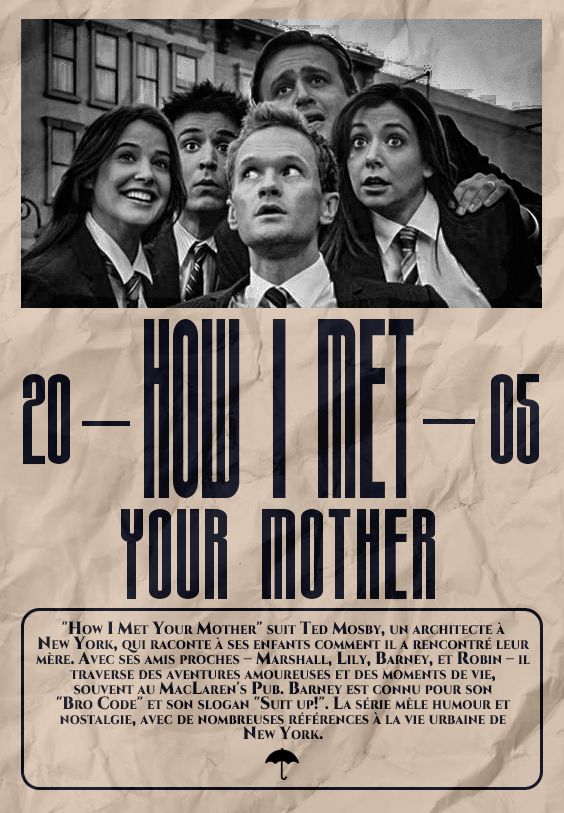 20 — HOW I MET — 05
YOUR MOTHER
"How I Met Your Mother" suit Ted Mosby, un architecte à
New York, qui raconte à ses enfants comment il a rencontré leur
mère. Avec ses amis proches – Marshall, Lily, Barney, et Robin – il
traverse des aventures amoureuses et des moments de vie,
souvent au MacLaren's Pub. Barney est connu pour son
"Bro Code" et son slogan "Suit up!". La série mêle humour et
nostalgie, avec de nombreuses références à la vie urbaine de
New York.